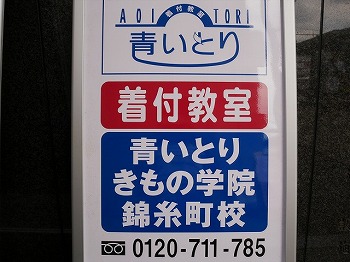 AOI 着付教室 TORI
青いとり
着付教室
青いとり
きもの学院
錦糸町校
0120-711-785